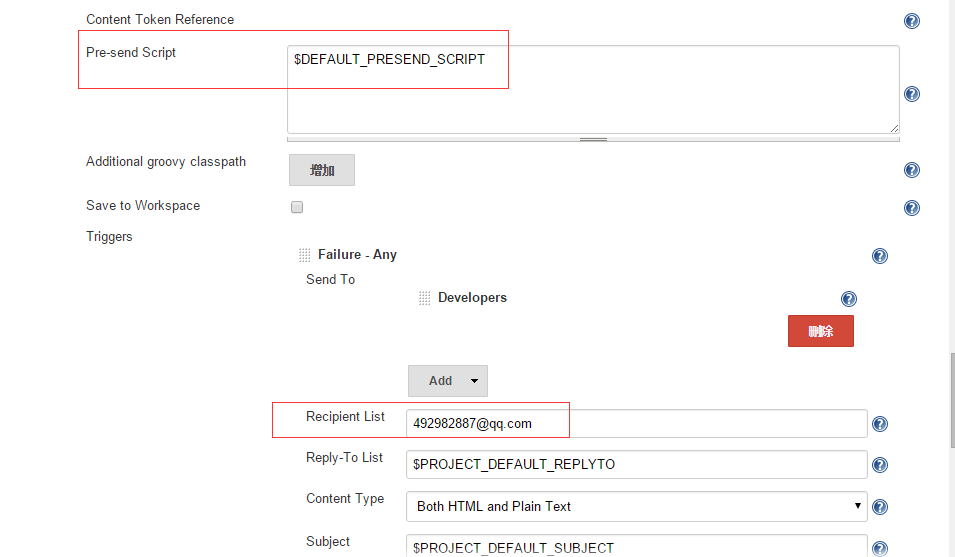 Content Token Reference
Pre-send Script
$DEFAULT_PRESEND_SCRIPT
Additional groovy classpath
增加
Save to Workspace
Triggers
Failure - Any
Send To
Developers
删除
Add
Recipient List
492982887@qq.com
Reply-To List
$PROJECT_DEFAULT_REPLYTO
Content Type
Both HTML and Plain Text
Subject
$PROJECT_DEFAULT_SUBJECT